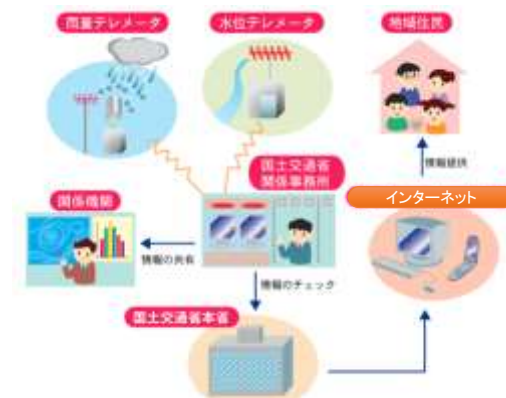 雨量テレメータ
水位テレメータ
地域住民
国土交通省
関係事務所
情報提供
インターネット
関係機関
情報の共有
情報のチェック
国土交通省本省